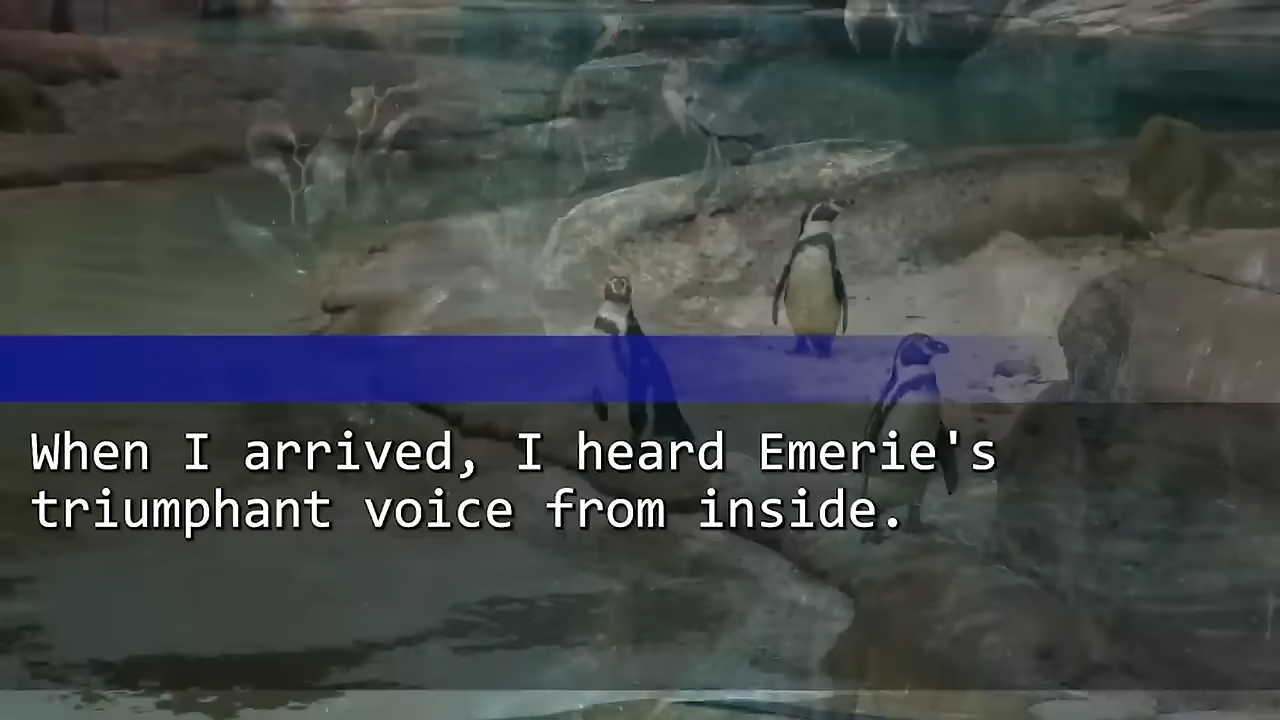 When I arrived, I heard Emerie's
triumphant voice from inside.